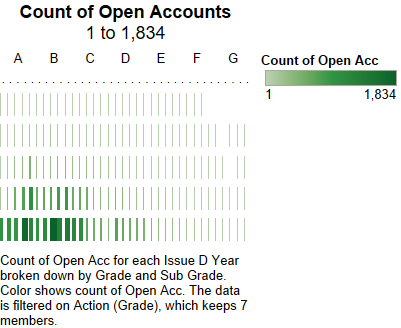 Count of Open Accounts
1 to 1,834
A B C D E F G
Count of Open Acc
1 1,834
Count of Open Acc for each Issue D Year
broken down by Grade and Sub Grade.
Color shows count of Open Acc. The data
is filtered on Action (Grade), which keeps 7
members.